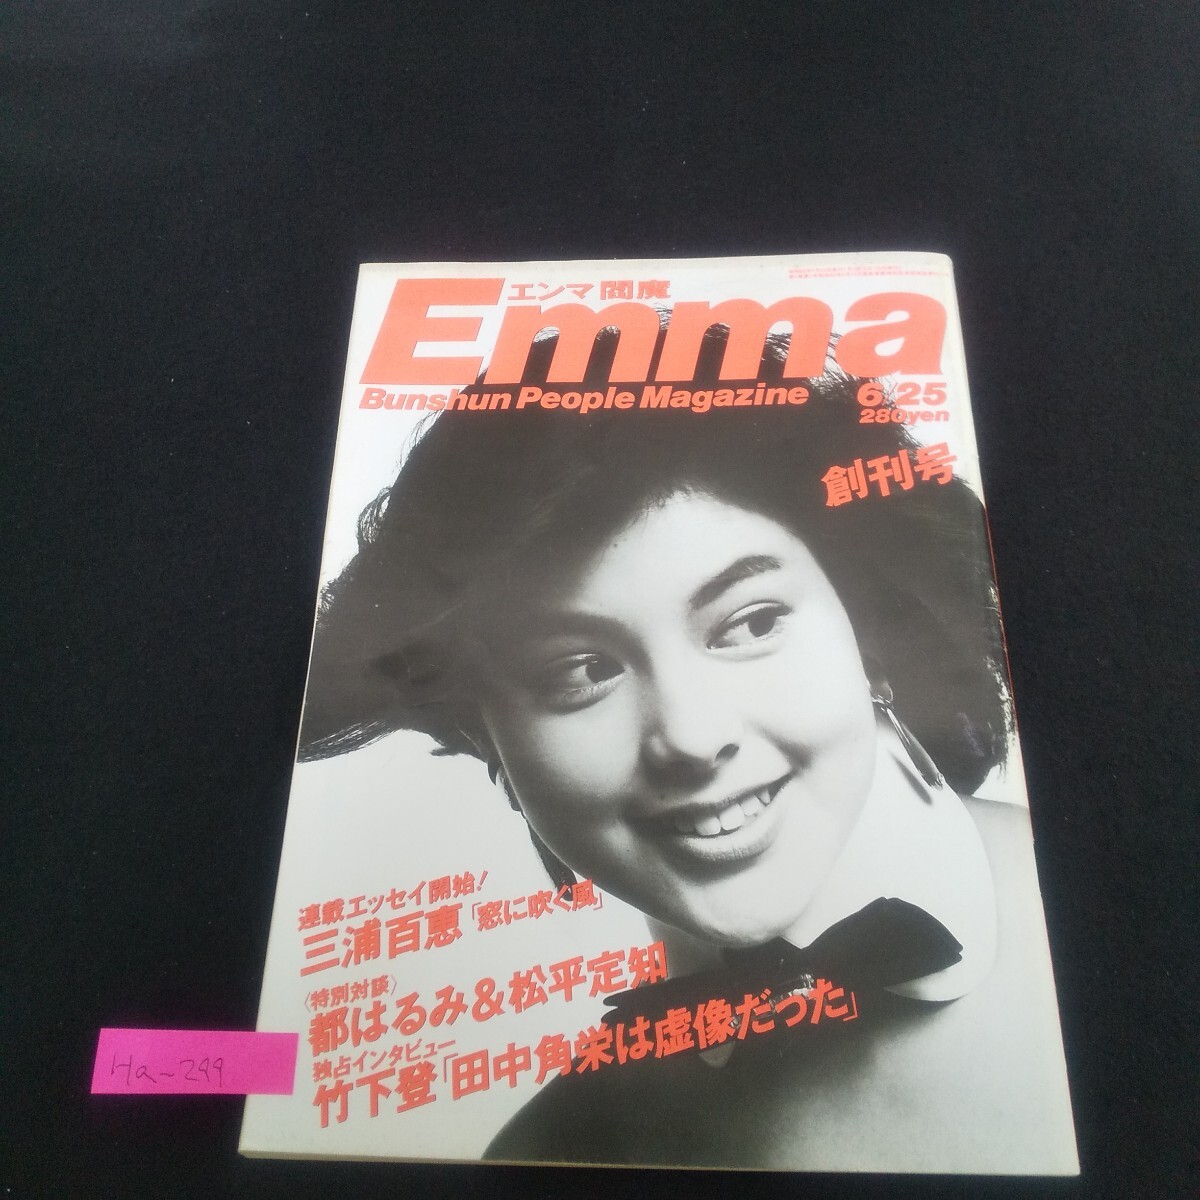 エンマ 閻魔
Emma
Bunshun People Magazine
6/25
280yen
創刊号
連載エッセイ開始!
三浦百恵「窓に吹く風」
〈特別対談〉
都はるみ&松平定知
独占インタビュー
竹下登「田中角栄は虚像だった」
Ha-299